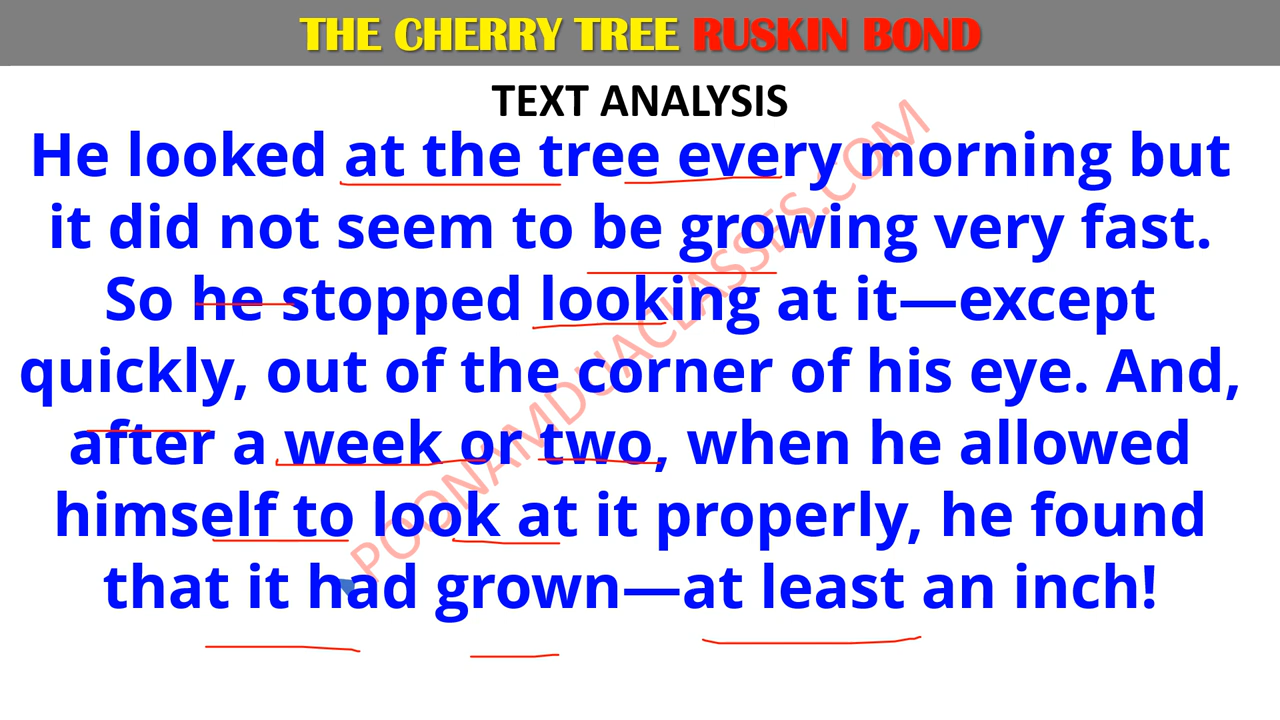 THE CHERRY TREE RUSKIN BOND
TEXT ANALYSIS
He looked at the tree every morning but
it did not seem to be growing very fast.
So he stopped looking at it—except
quickly, out of the corner of his eye. And,
after a week or two, when he allowed
himself to look at it properly, he found
that it had grown—at least an inch!
POONAMDUACLASSES.COM